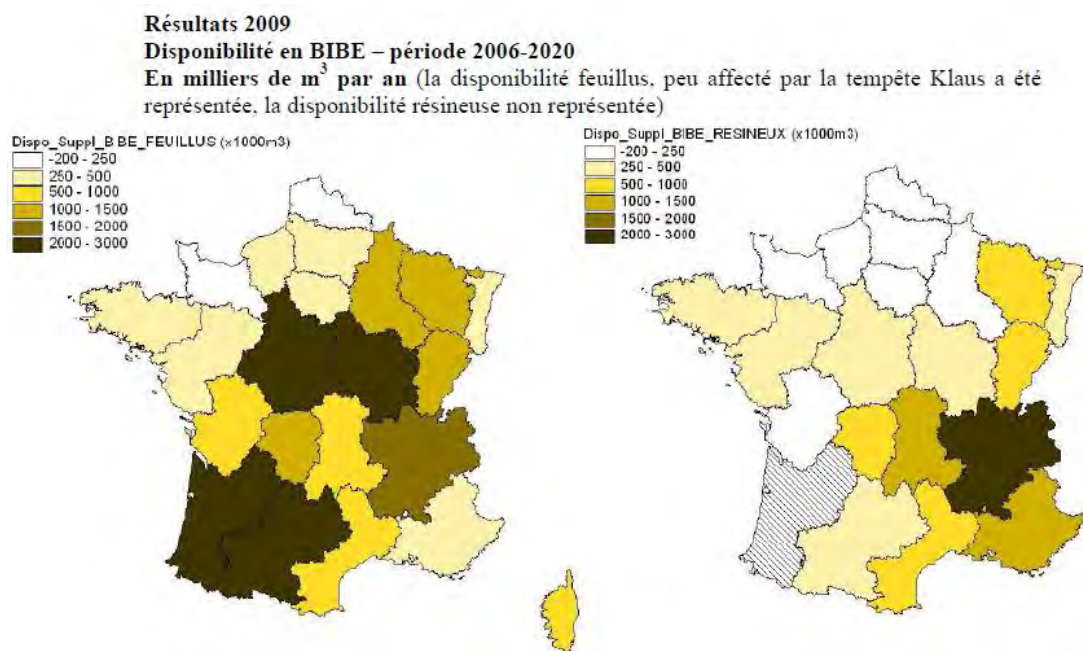 Résultats 2009
Disponibilité en BIBE – période 2006-2020
En milliers de m³ par an (la disponibilité feuillus, peu affecté par la tempête Klaus a été
représentée, la disponibilité résineuse non représentée)
Dispo_Suppl_B BE_FEUILLUS (x1000m3)
-200 - 250
250 - 500
500 - 1000
1000 - 1500
1500 - 2000
2000 - 3000
Dispo_Suppl_BIBE_RESINEUX (x1000m3)
-200 - 250
250 - 500
500 - 1000
1000 - 1500
1500 - 2000
2000 - 3000